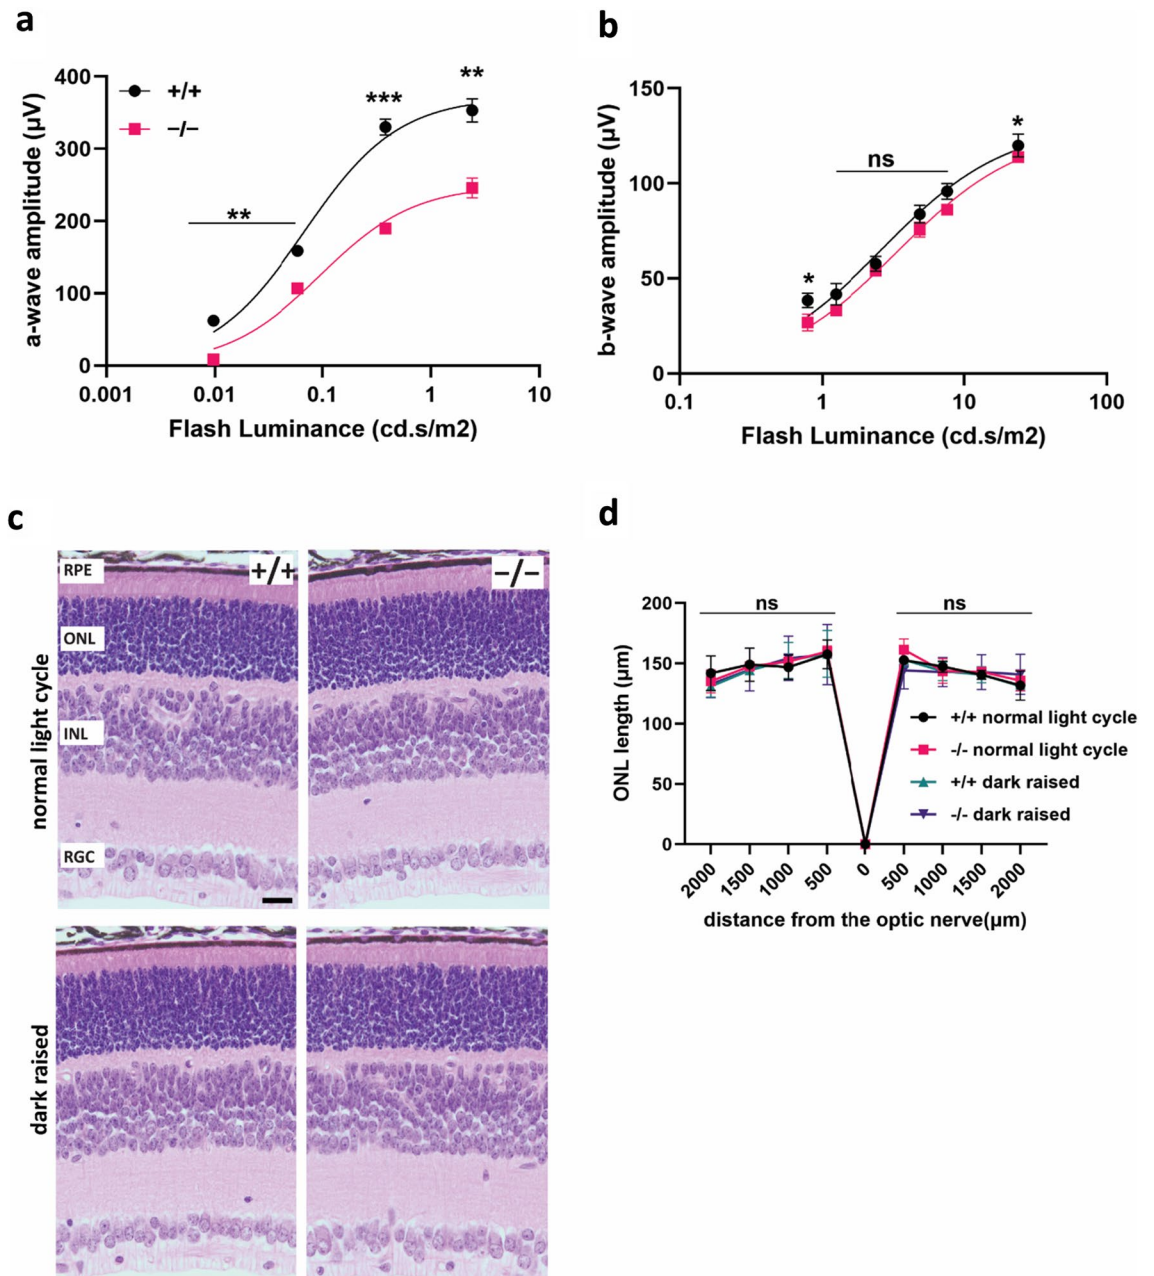 a
400
300
200
100
0
a-wave amplitude (µV)
+/+
−/−
**
***
**
0.001
0.01
0.1
1
10
Flash Luminance (cd.s/m2)
b
150
100
50
0
b-wave amplitude (µV)
*
ns
*
0.1
1
10
100
Flash Luminance (cd.s/m2)
c
normal light cycle
RPE
ONL
INL
RGC
+/+
−/−
dark raised
d
200
150
100
50
0
ONL length (µm)
ns
ns
+/+ normal light cycle
-/- normal light cycle
+/+ dark raised
-/- dark raised
2000
1500
1000
500
0
500
1000
1500
2000
distance from the optic nerve(µm)